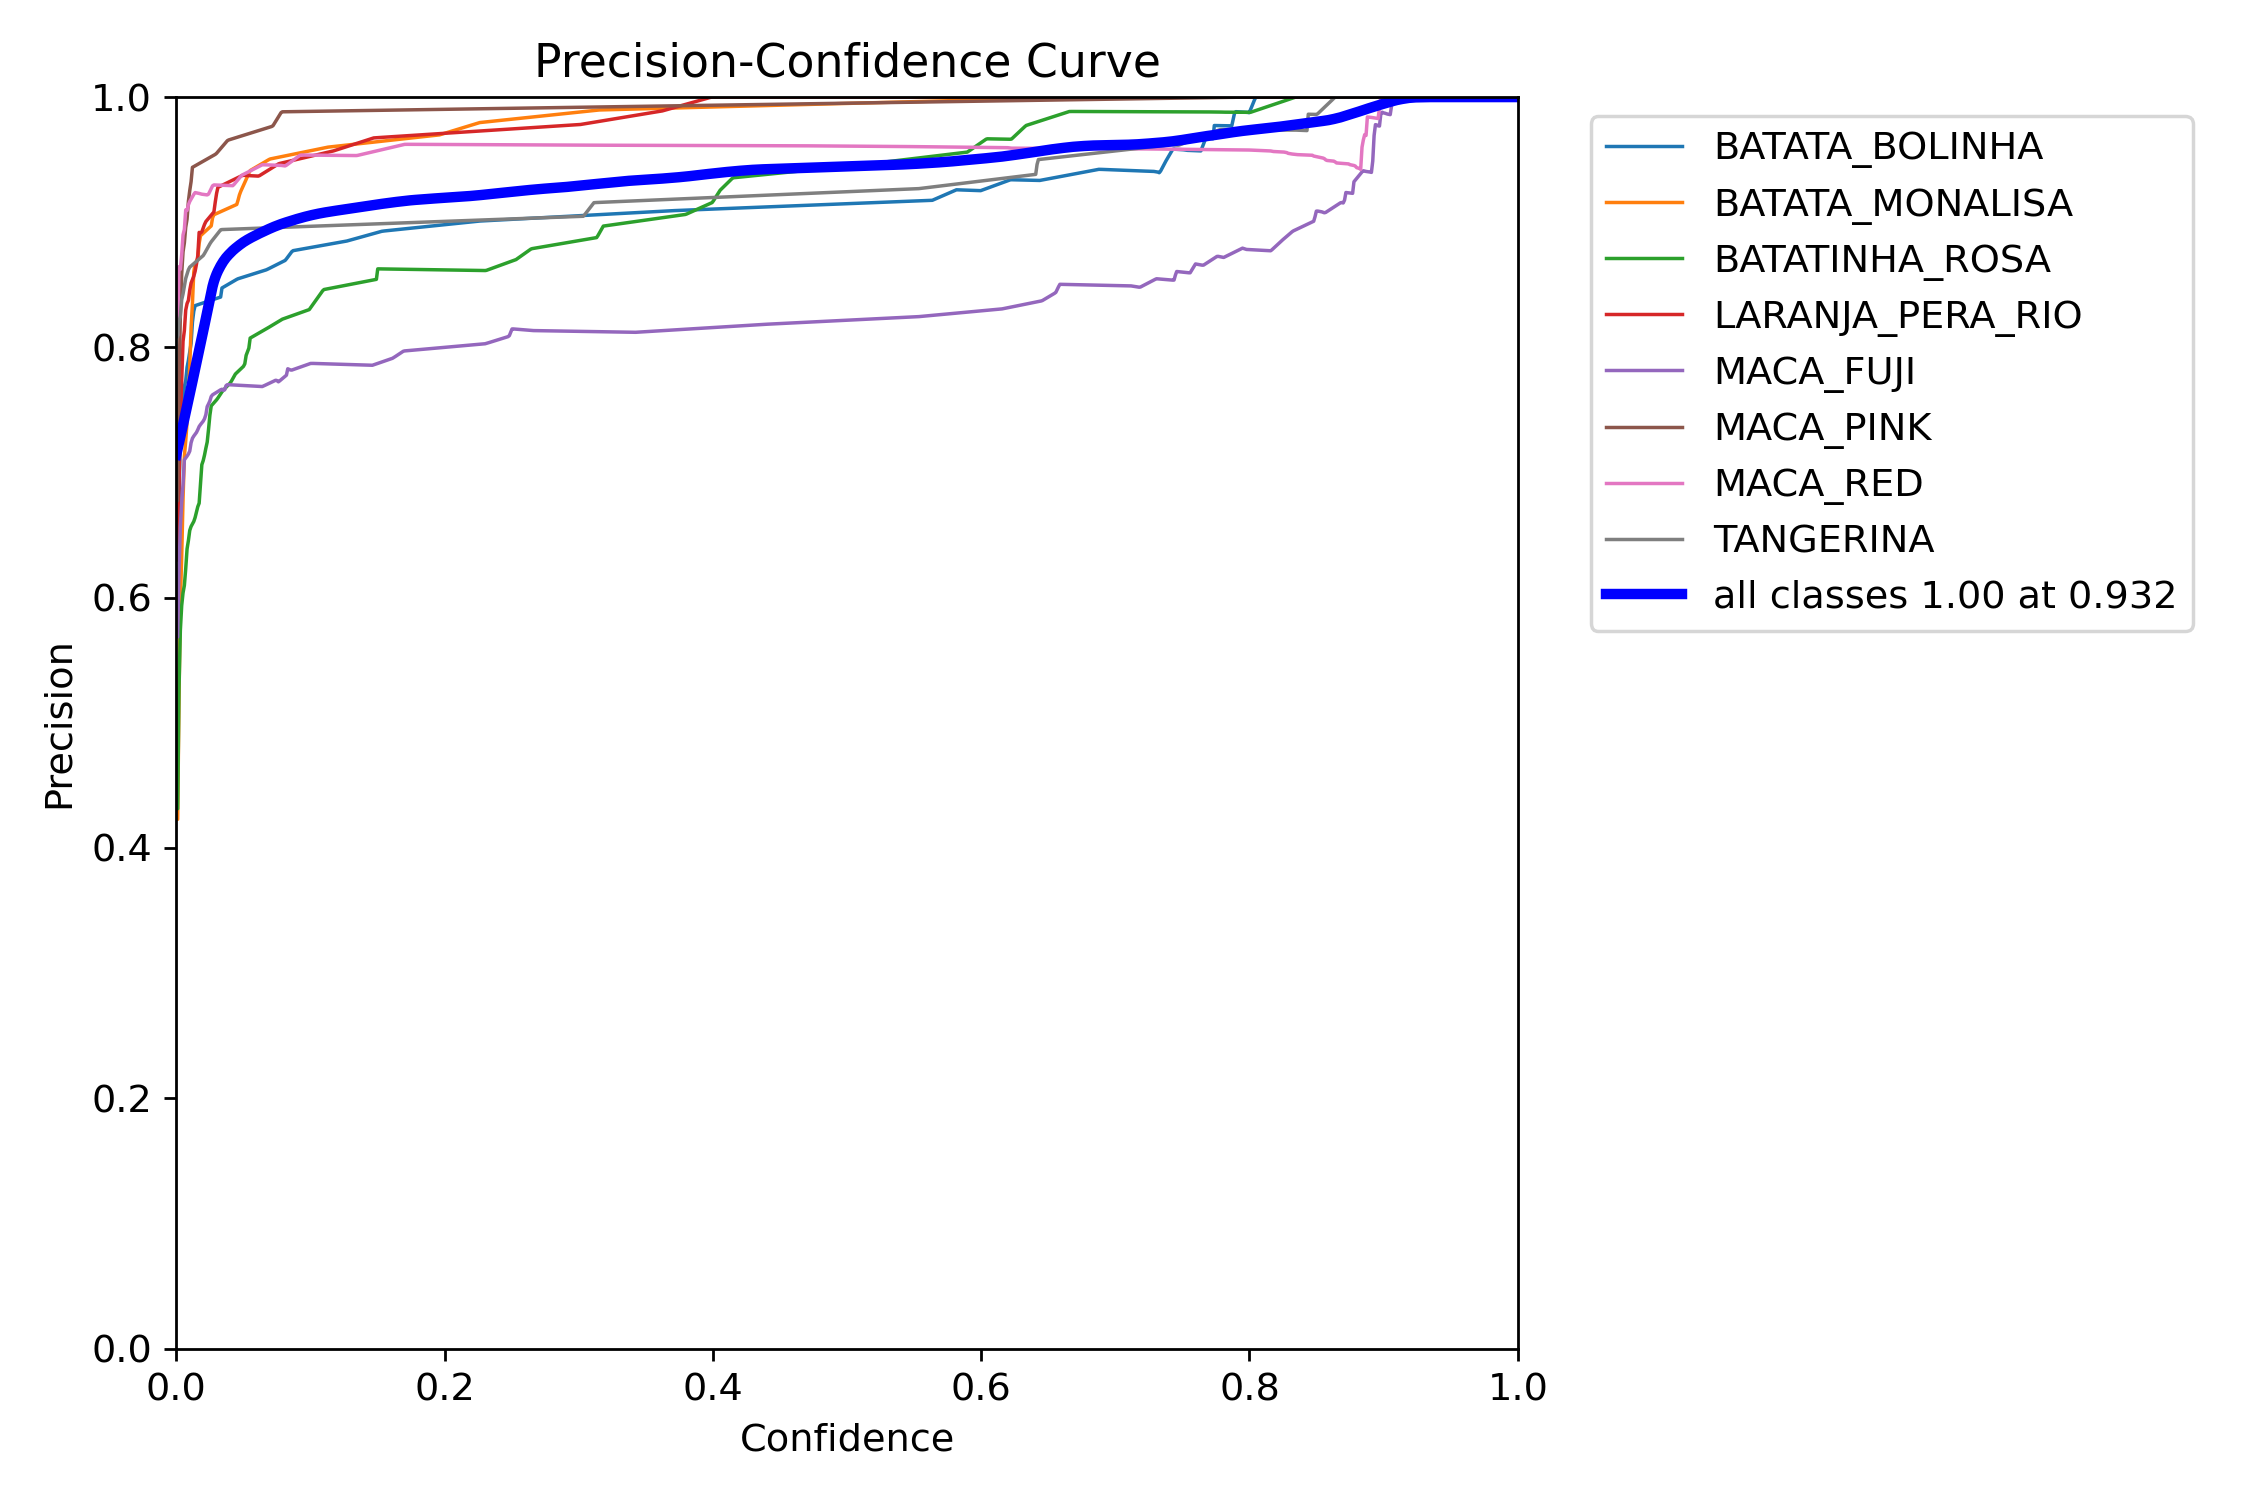 Precision-Confidence Curve
1.0
0.8
0.6
0.4
0.2
0.0
Precision
0.0 0.2 0.4 0.6 0.8 1.0
Confidence
BATATA_BOLINHA
BATATA_MONALISA
BATATINHA_ROSA
LARANJA_PERA_RIO
MACA_FUJI
MACA_PINK
MACA_RED
TANGERINA
all classes 1.00 at 0.932